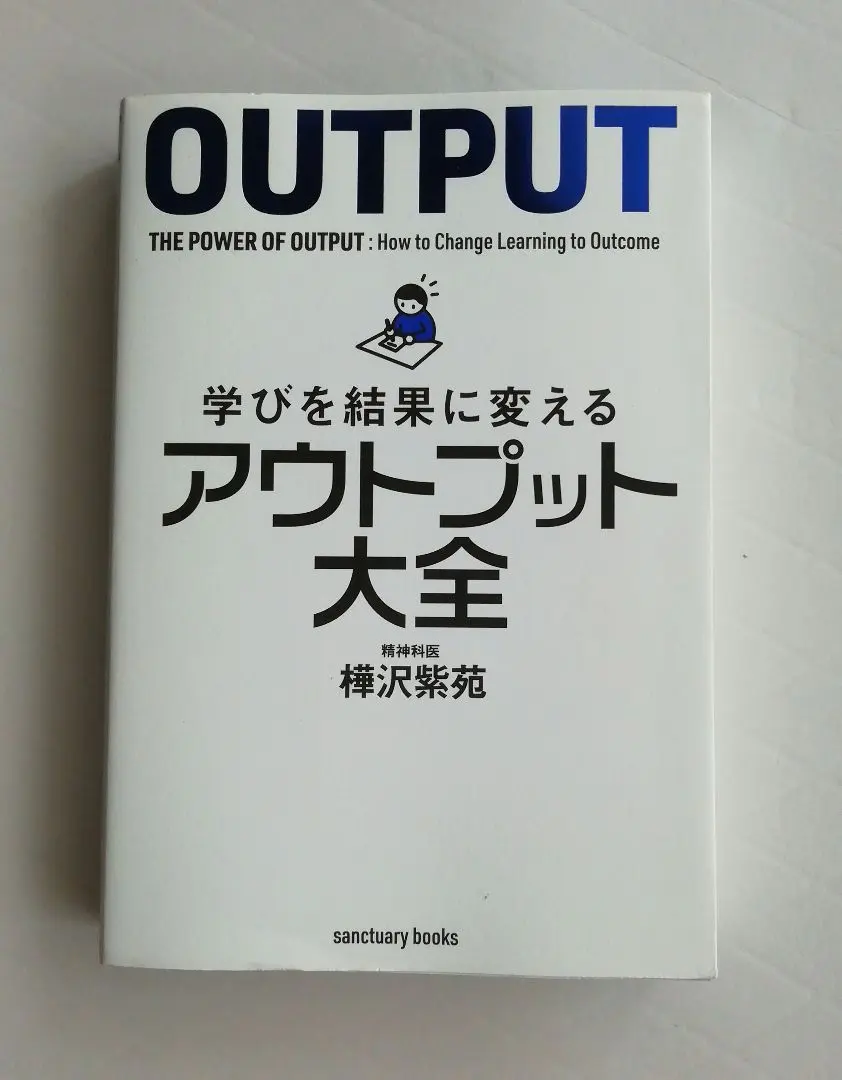 OUTPUT
THE POWER OF OUTPUT : How to Change Learning to Outcome
学びを結果に変える
アウトプット
大全
精神科医
樺沢紫苑
sanctuary books